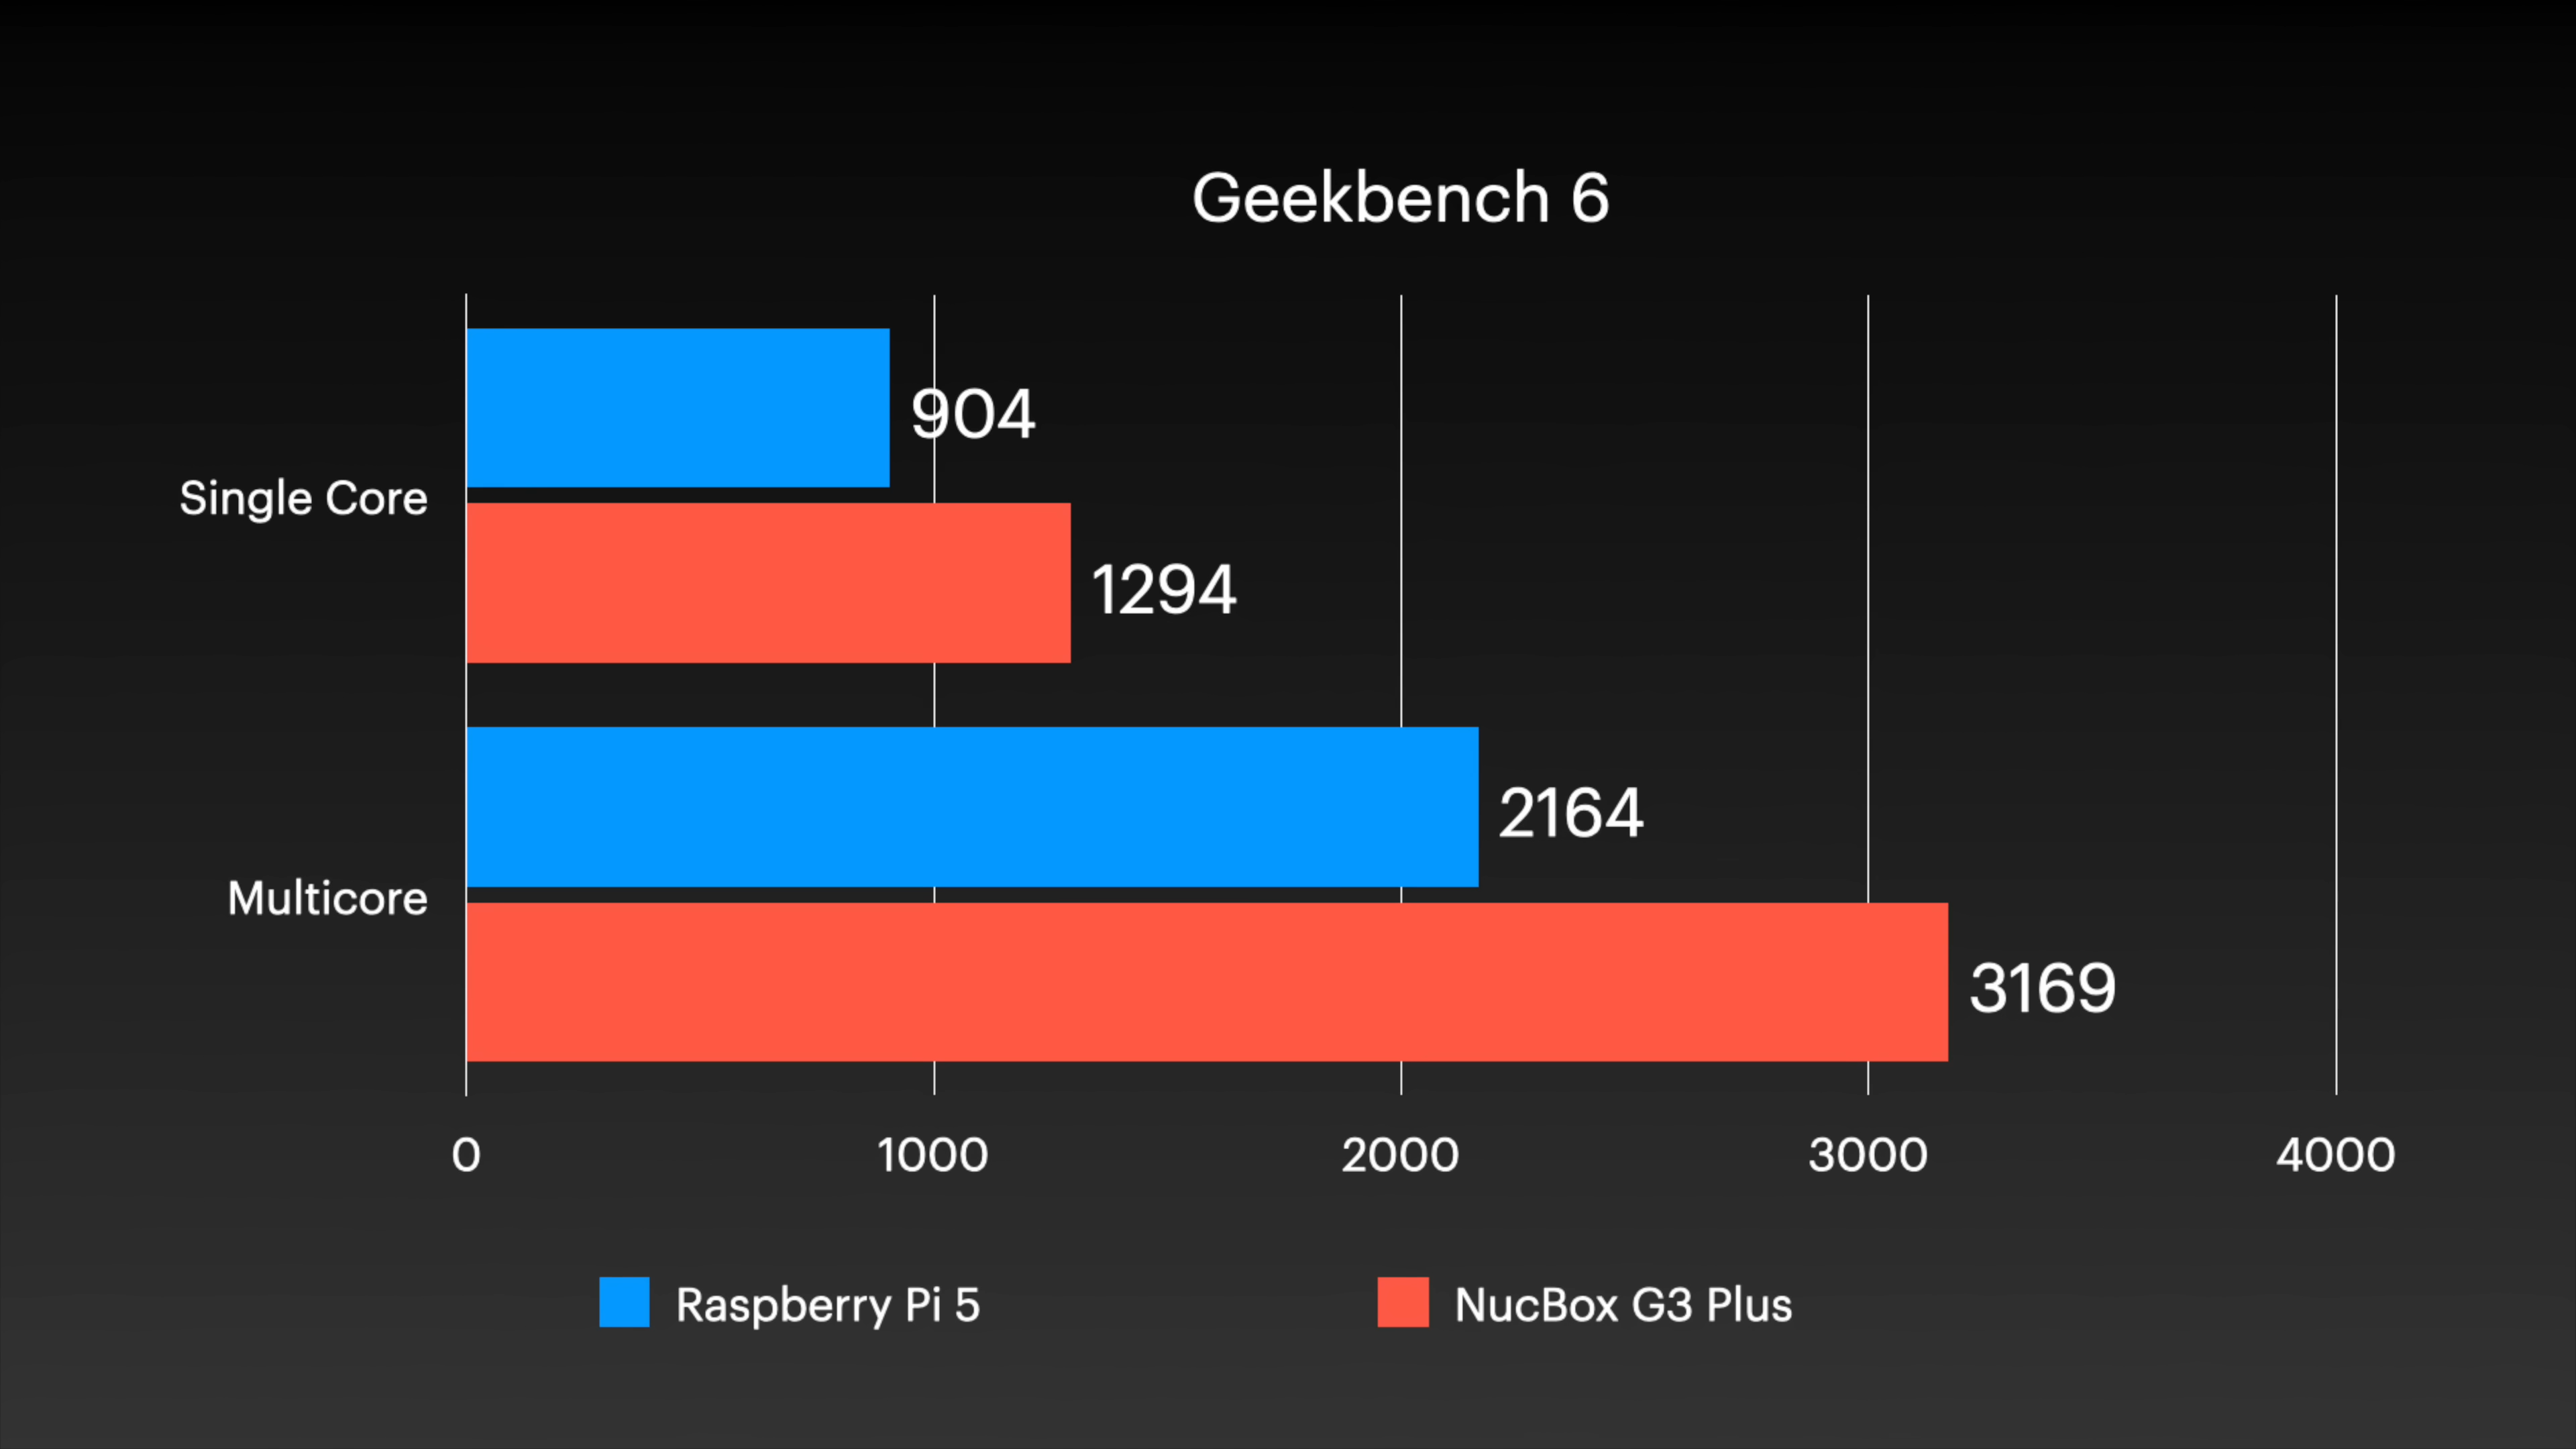 Geekbench 6
Single Core
904
1294
Multicore
2164
3169
0 1000 2000 3000 4000
Raspberry Pi 5 NucBox G3 Plus